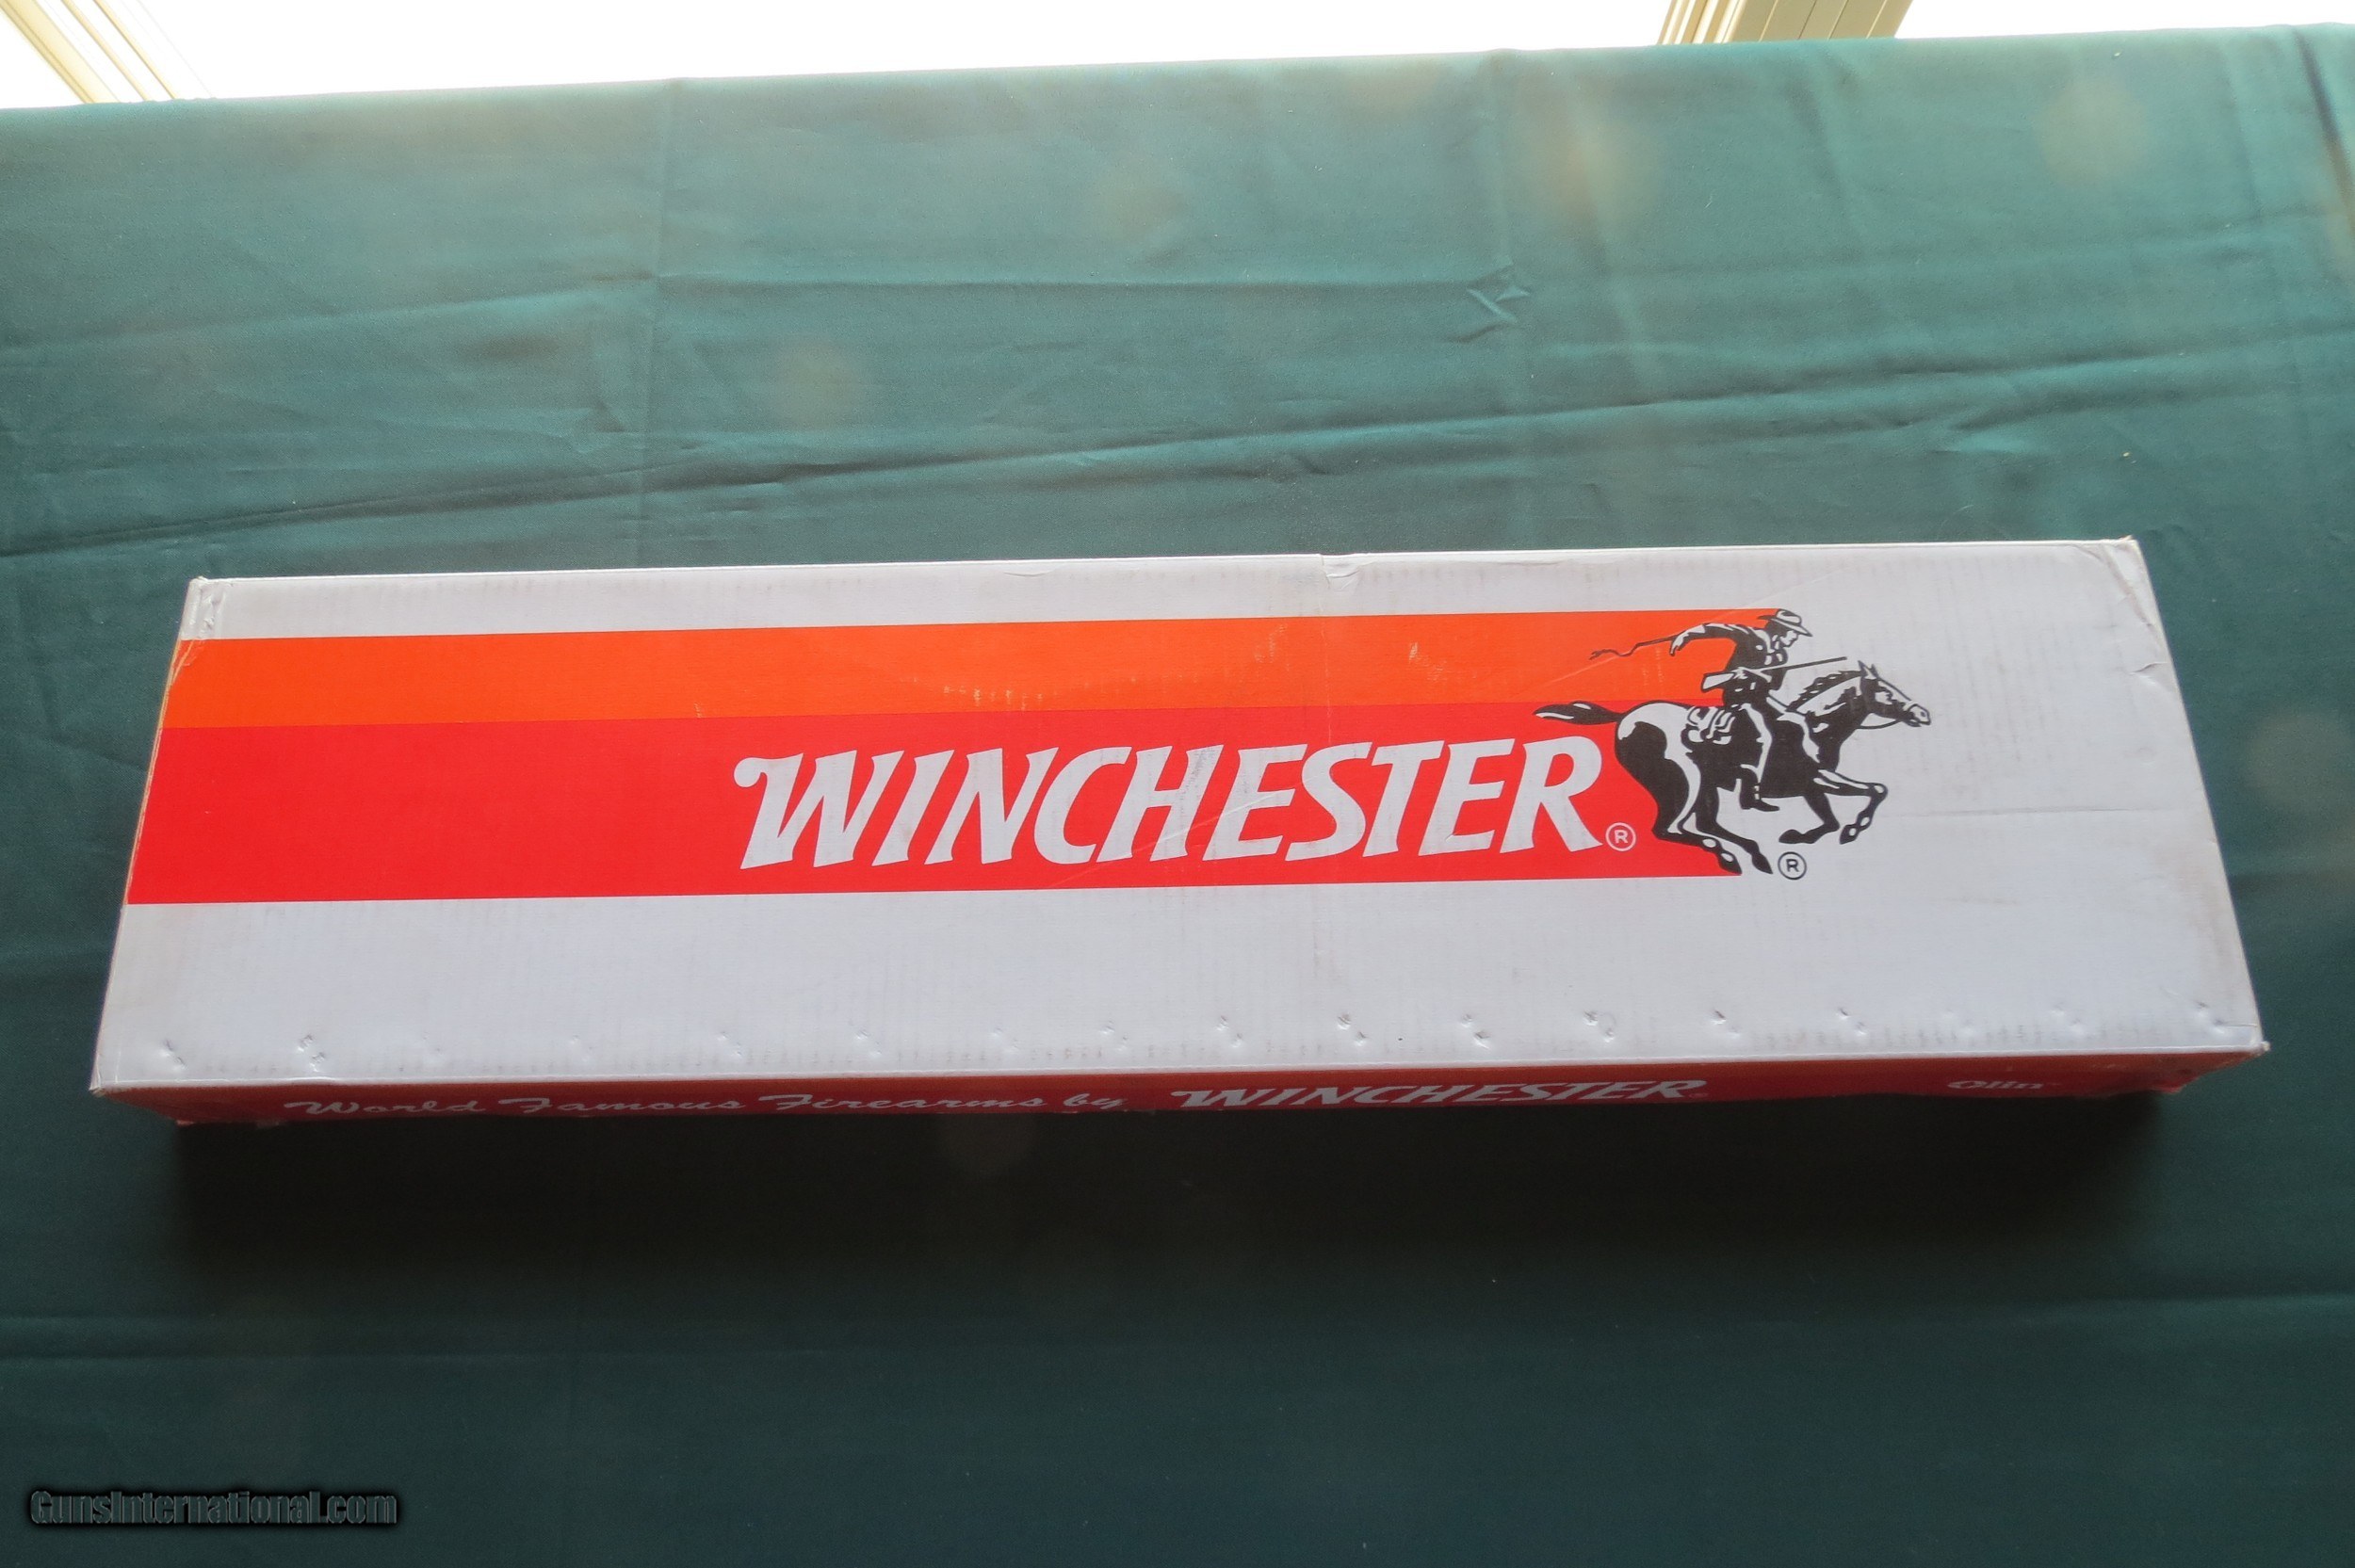 WINCHESTER®
®
World Famous Firearms by WINCHESTER® Olin
GunsInternational.com